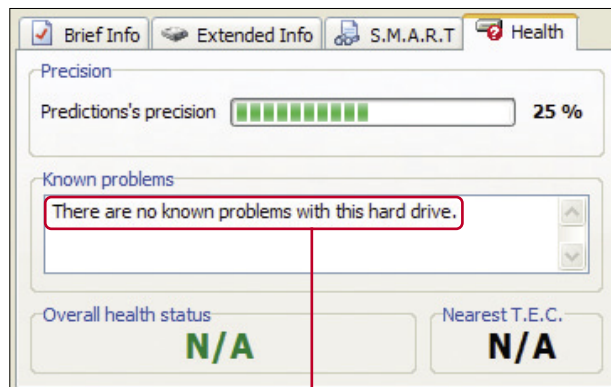 Brief Info Extended Info S.M.A.R.T Health
Precision
Predictions's precision 25 %
Known problems
There are no known problems with this hard drive.
Overall health status Nearest T.E.C.
N/A N/A